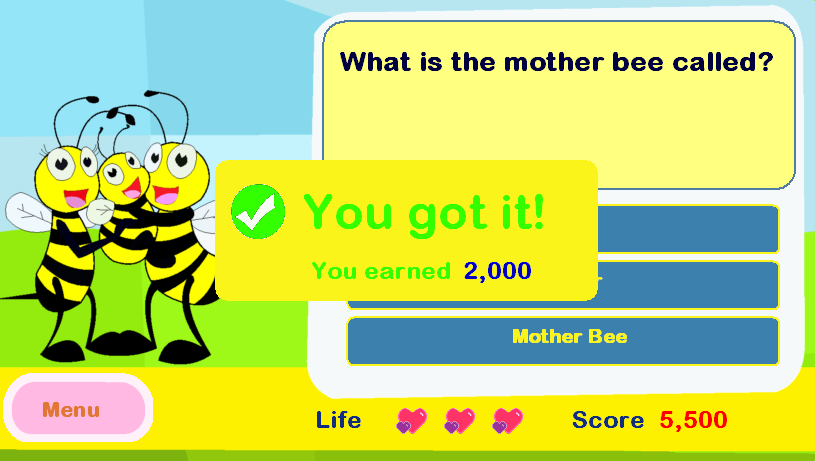 What is the mother bee called?
You got it!
You earned 2,000
Mother Bee
Menu
Life
Score 5,500